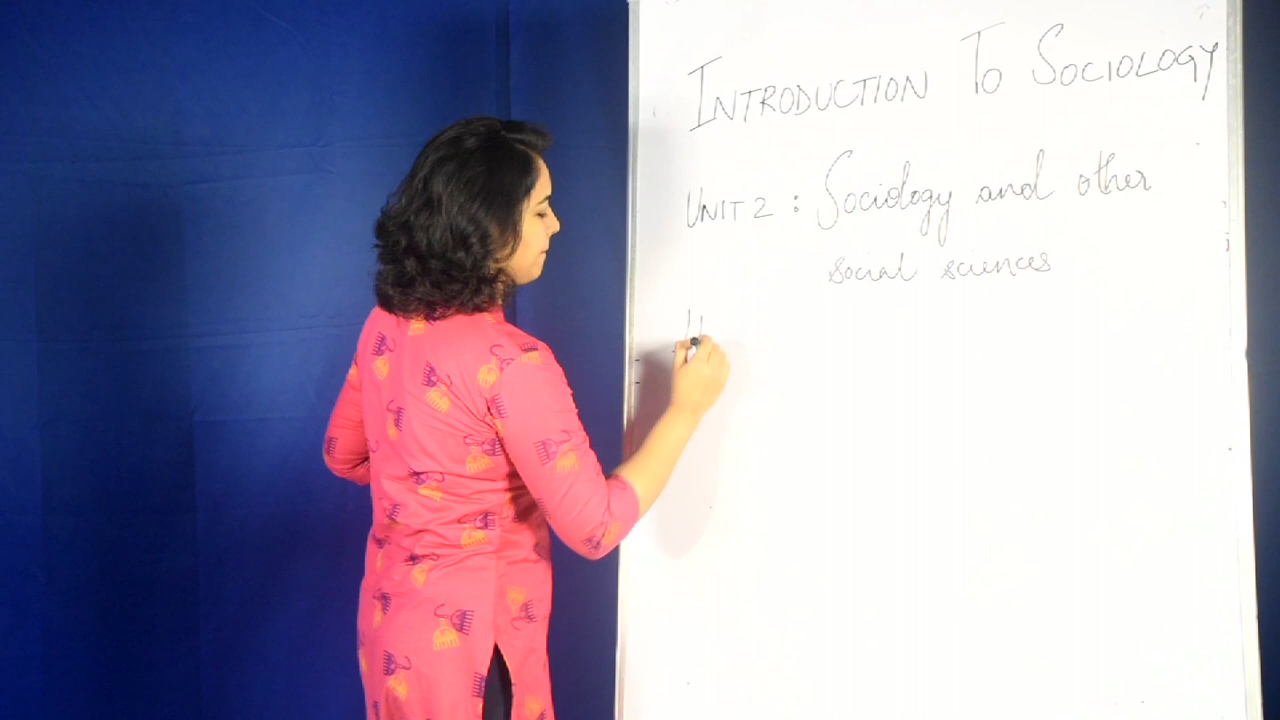 INTRODUCTION TO SOCIOLOGY
UNIT 2 : Sociology and other
social sciences